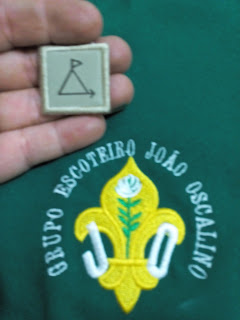 GRUPO ESCOTEIRO JOÃO OSCALINO
J O